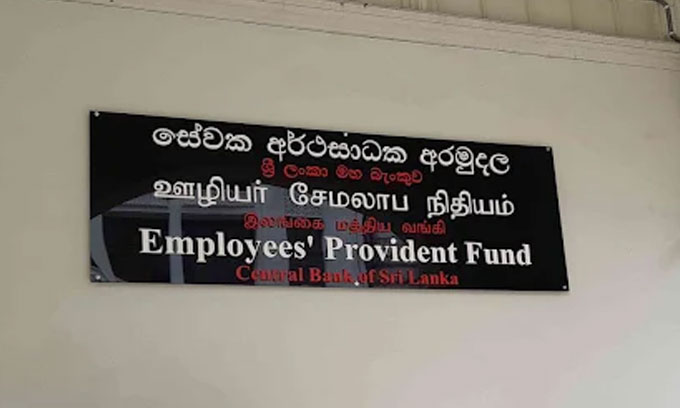 සේවක අර්ථසාධක අරමුදල
ශ්‍රී ලංකා මහ බැංකුව
ஊழியர் சேமலாப நிதியம்
இலங்கை மத்திய வங்கி
Employees' Provident Fund
Central Bank of Sri Lanka